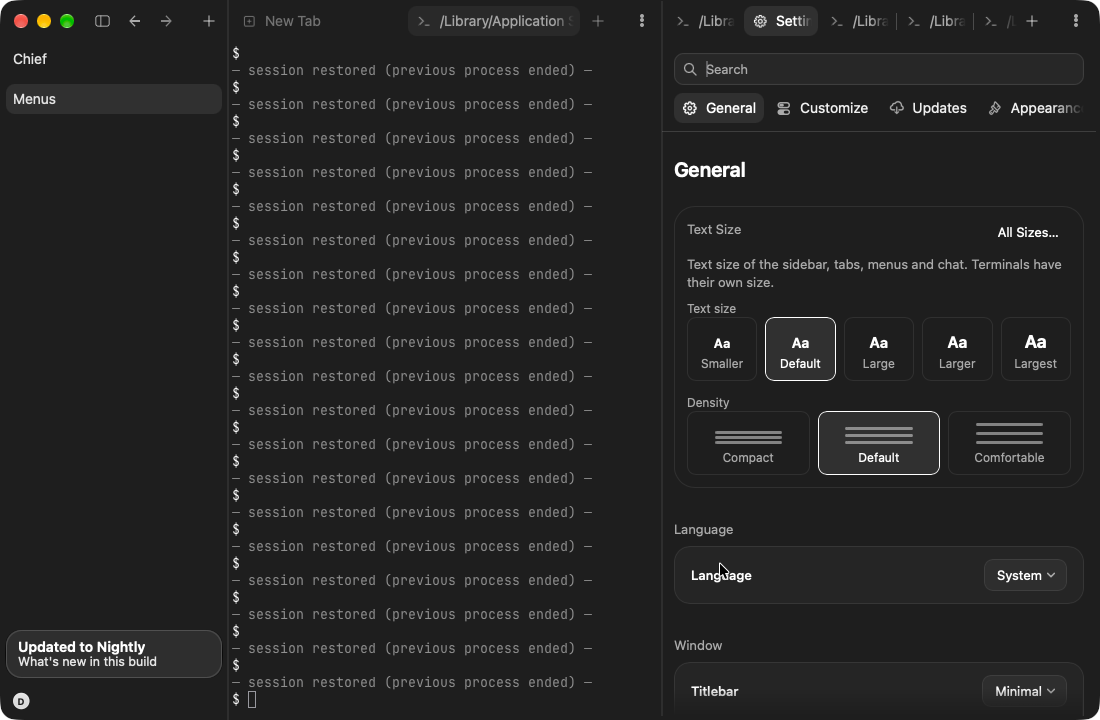 New Tab
/Library/Application
/Libra
Settin
/Libra
/Libra
Chief
Menus
$
— session restored (previous process ended) —
$
— session restored (previous process ended) —
$
— session restored (previous process ended) —
$
— session restored (previous process ended) —
$
— session restored (previous process ended) —
$
— session restored (previous process ended) —
$
— session restored (previous process ended) —
$
— session restored (previous process ended) —
$
— session restored (previous process ended) —
$
— session restored (previous process ended) —
$
— session restored (previous process ended) —
$
— session restored (previous process ended) —
$
— session restored (previous process ended) —
$
— session restored (previous process ended) —
$
— session restored (previous process ended) —
$
— session restored (previous process ended) —
$
— session restored (previous process ended) —
$
— session restored (previous process ended) —
$
— session restored (previous process ended) —
$
Updated to Nightly
What's new in this build
D
Search
General
Customize
Updates
Appearanc
General
Text Size
All Sizes...
Text size of the sidebar, tabs, menus and chat. Terminals have
their own size.
Text size
Aa Aa Aa Aa Aa
Smaller Default Large Larger Largest
Density
Compact Default Comfortable
Language
Language
System
Window
Titlebar
Minimal